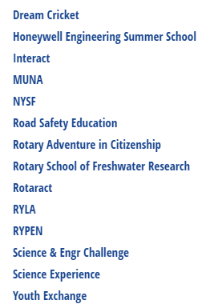 Dream Cricket
Honeywell Engineering Summer School
Interact
MUNA
NYSF
Road Safety Education
Rotary Adventure in Citizenship
Rotary School of Freshwater Research
Rotaract
RYLA
RYPEN
Science & Engr Challenge
Science Experience
Youth Exchange